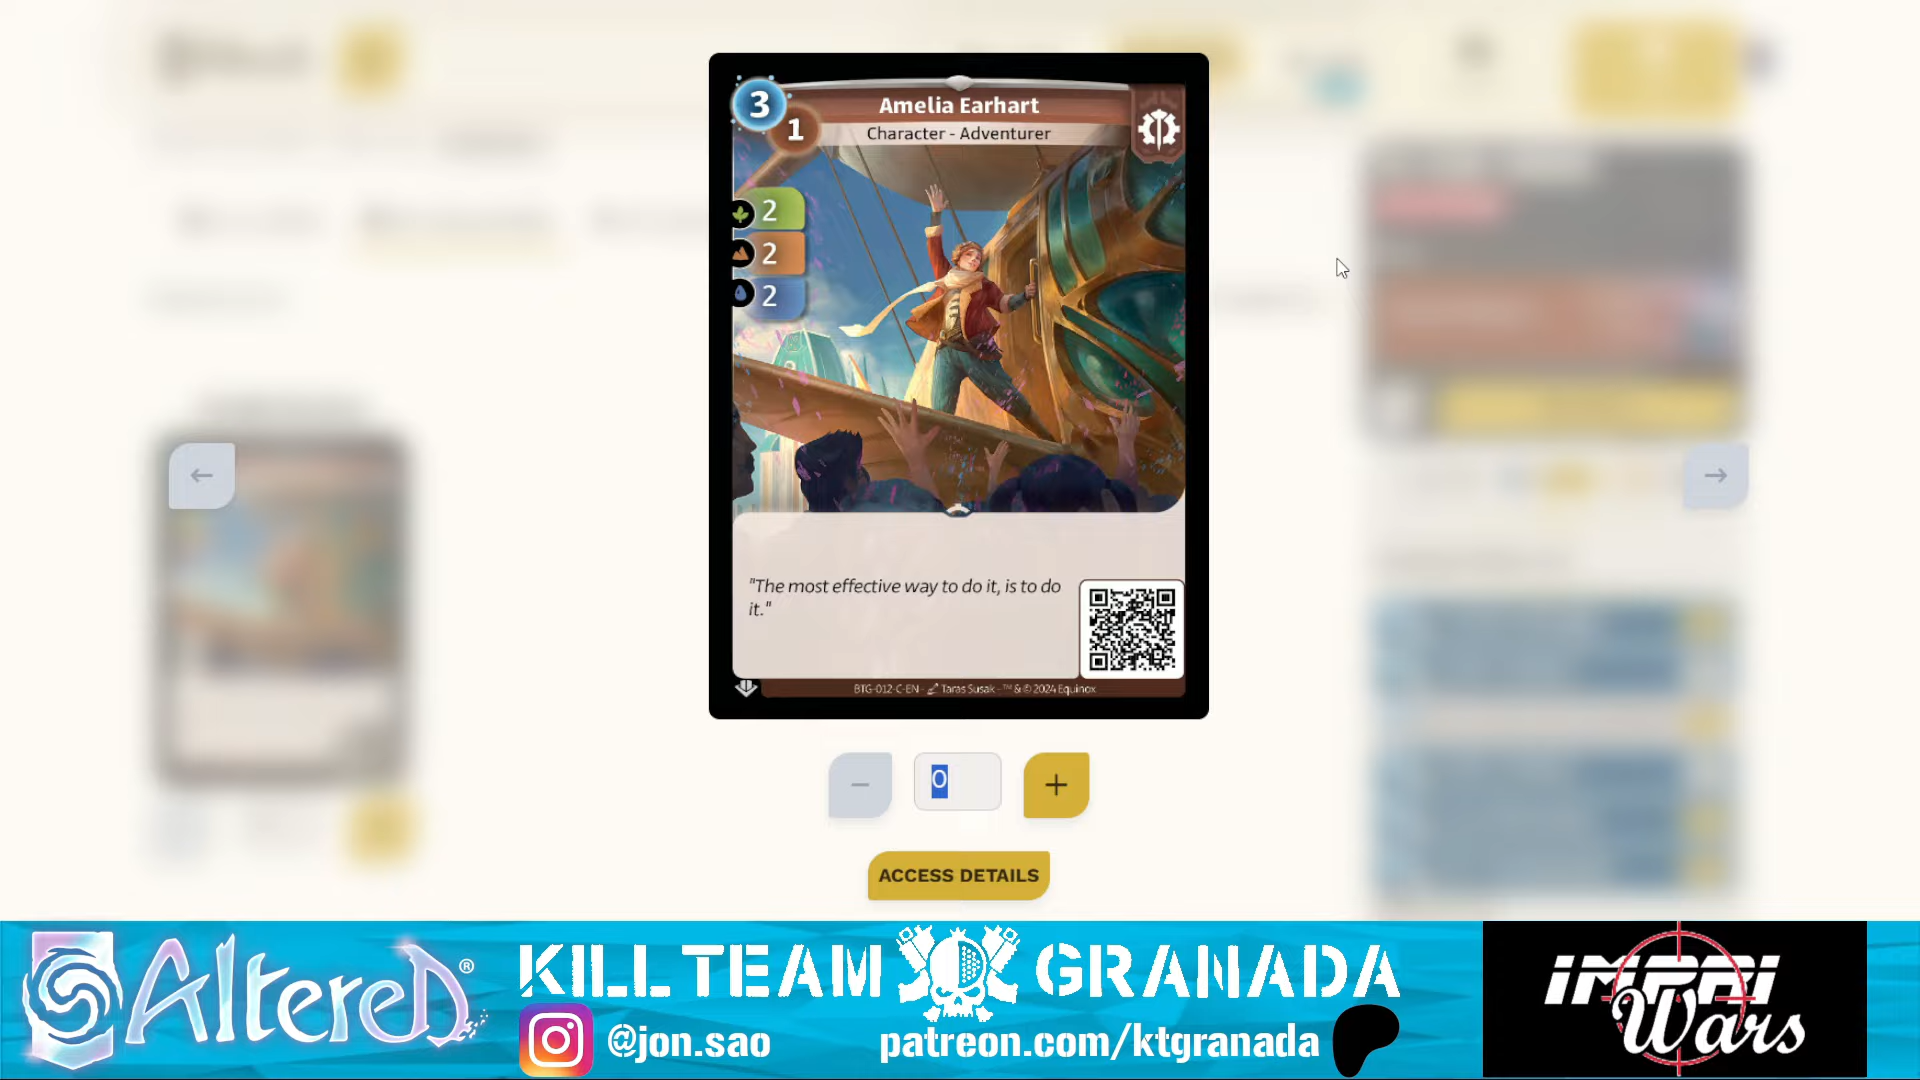 3
1
Amelia Earhart
Character - Adventurer
2
2
2
"The most effective way to do it, is to do
it."
BTG-012-C-EN - Taras Susak - ™ & © 2024 Equinox
0
ACCESS DETAILS
Altered®
KILL TEAM GRANADA
@jon.sao
patreon.com/ktgranada
IMPRI
Wars